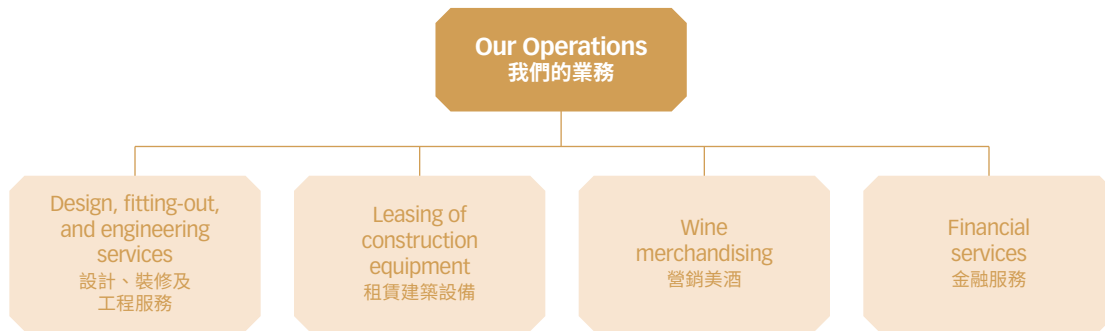 Our Operations
我們的業務
Design, fitting-out,
and engineering
services
設計、裝修及
工程服務
Leasing of
construction
equipment
租賃建築設備
Wine
merchandising
營銷美酒
Financial
services
金融服務